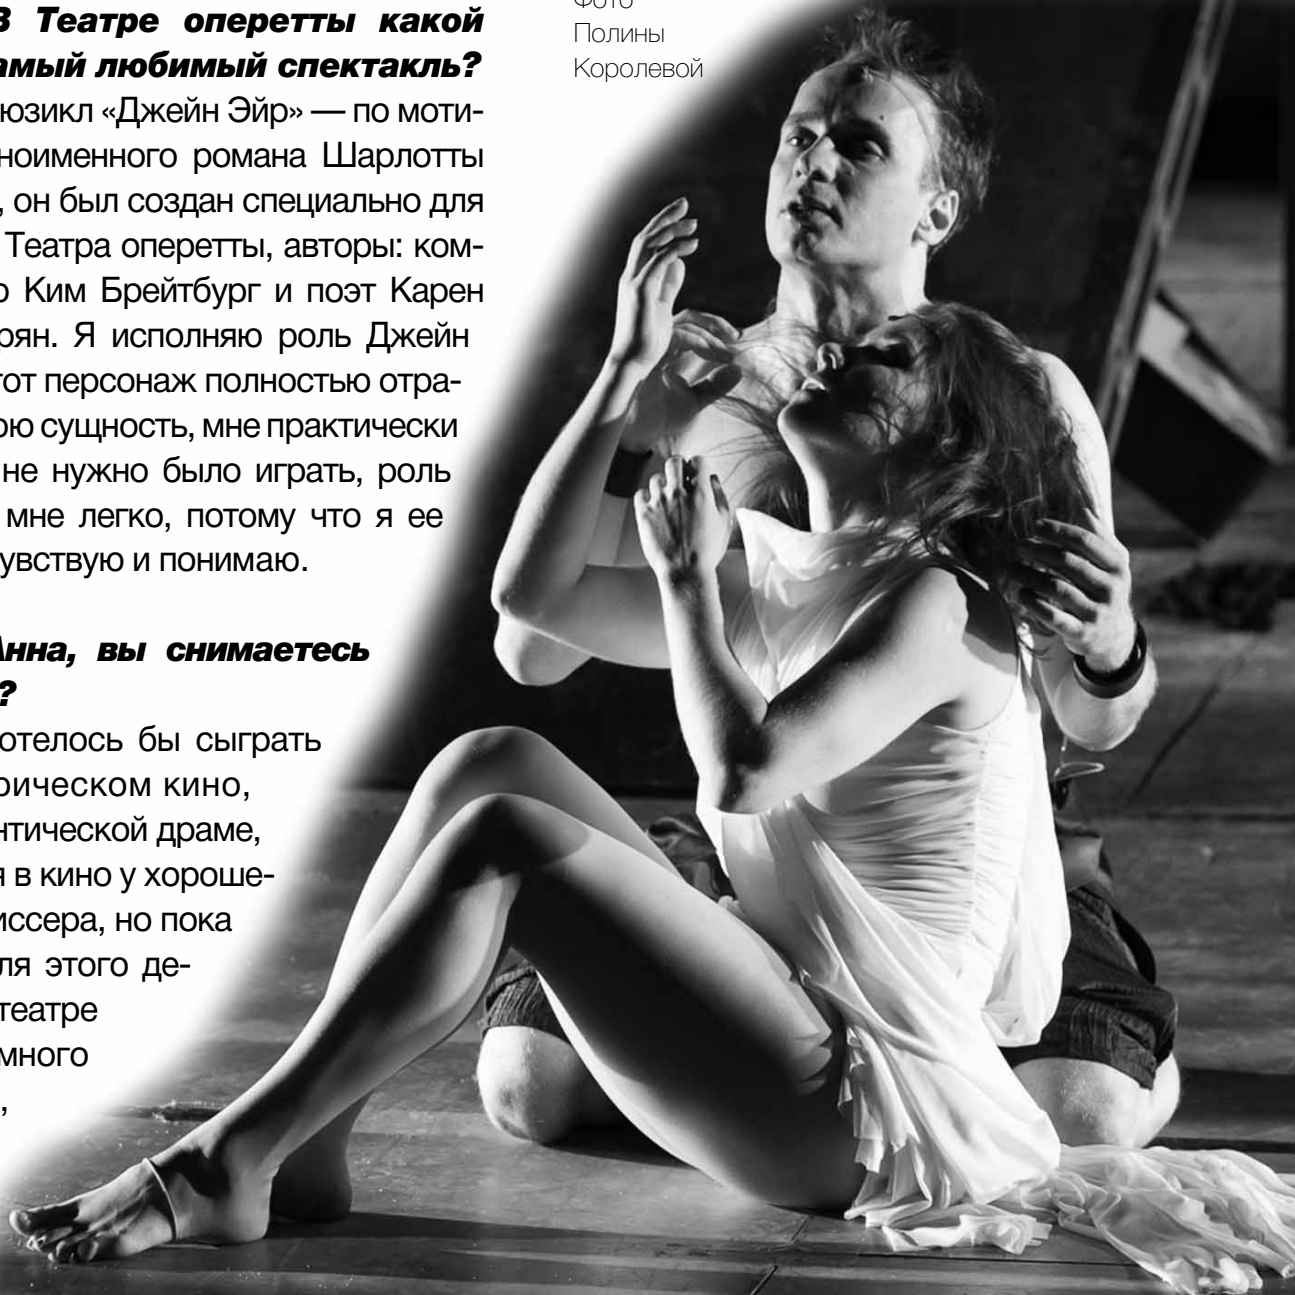 В Театре оперетты какой
амый любимый спектакль?
юзикл «Джейн Эйр» — по моти-
ноименного романа Шарлотты
, он был создан специально для
Театра оперетты, авторы: ком-
р Ким Брейтбург и поэт Карен
рян. Я исполняю роль Джейн
тот персонаж полностью отра-
ою сущность, мне практически
не нужно было играть, роль
мне легко, потому что я ее
увствую и понимаю.
Анна, вы снимаетесь
?
отелось бы сыграть
рическом кино,
нтической драме,
я в кино у хороше-
иссера, но пока
ля этого де-
театре
много
,
Фото
Полины
Королевой